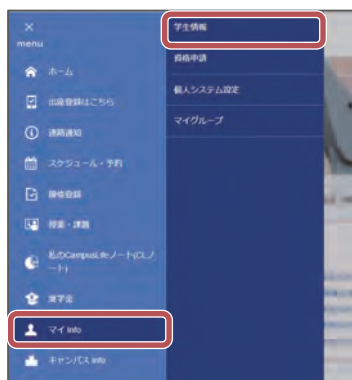 ×
menu
ホーム
出席登録はこちら
連絡通知
スケジュール・予約
履修登録
授業・課題
私のCampusLifeノート(CLノ
ート)
奨学金
マイ Info
キャンパス Info
学生情報
資格申請
個人システム設定
マイグループ